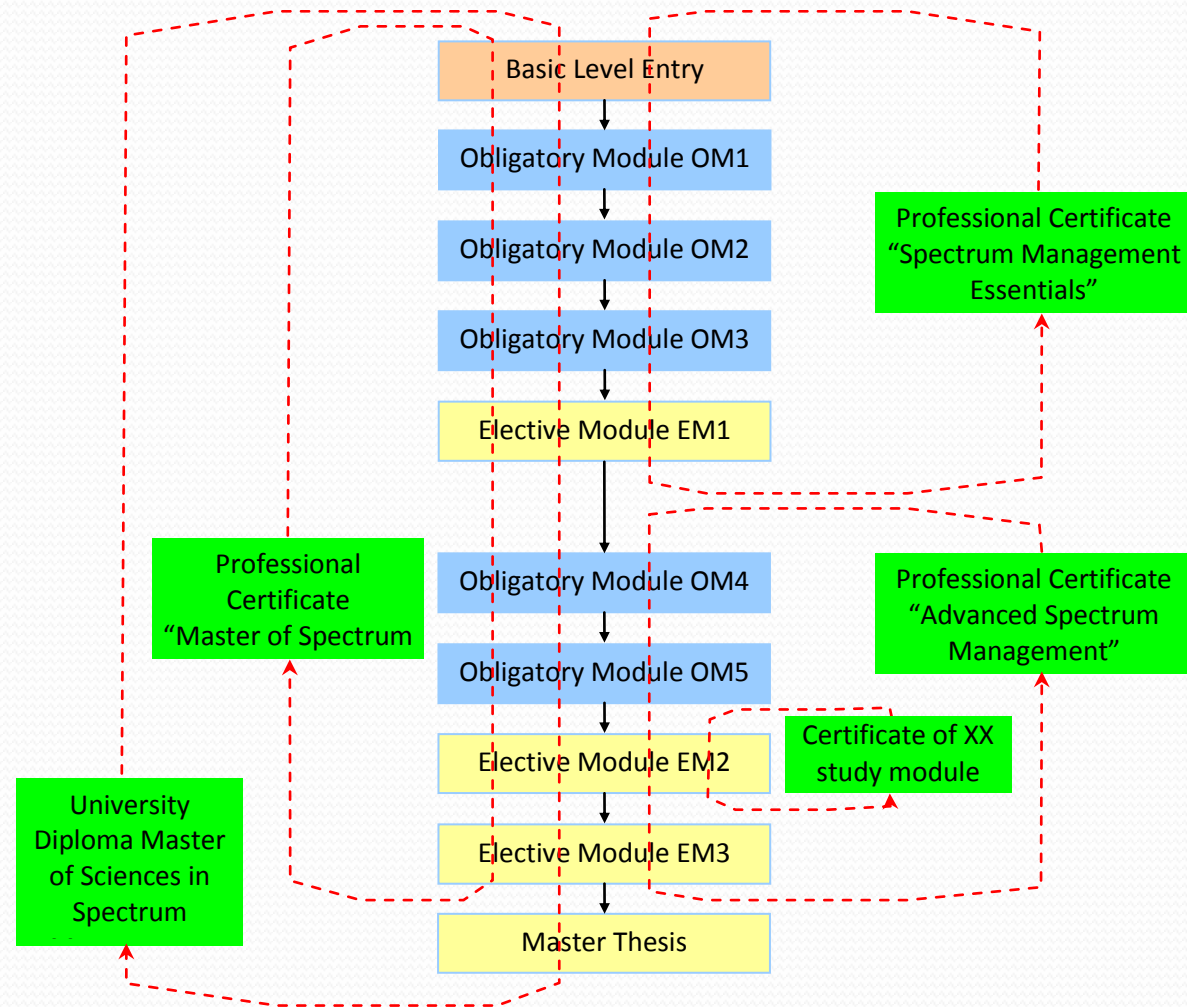 Basic Level Entry
Obligatory Module OM1
Obligatory Module OM2
Obligatory Module OM3
Elective Module EM1
Obligatory Module OM4
Obligatory Module OM5
Elective Module EM2
Elective Module EM3
Master Thesis
Professional Certificate
“Spectrum Management
Essentials”
Professional Certificate
“Advanced Spectrum
Management”
Certificate of XX
study module
Professional
Certificate
“Master of Spectrum
University
Diploma Master
of Sciences in
Spectrum